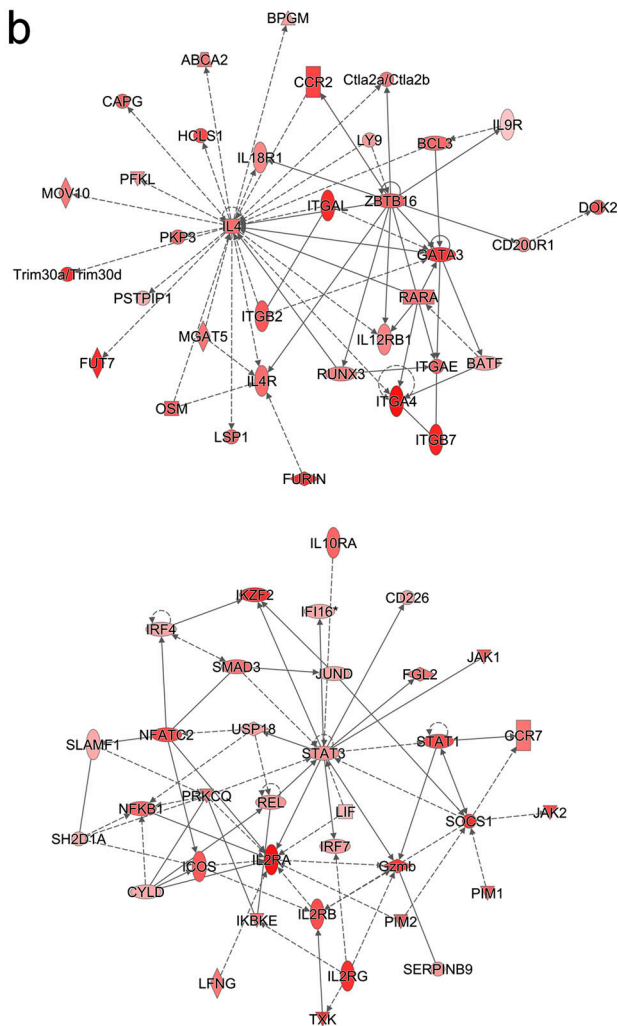 b
BPGM
ABCA2
CCR2
Ctla2a/Ctla2b
CAPG
IL9R
HCLS1
LY9
BCL3
IL18R1
PFKL
MOV10
ITGAL
ZBTB16
DOK2
IL4
PKP3
CD200R1
GATA3
Trim30a/Trim30d
RARA
PSTPIP1
ITGB2
MGAT5
IL12RB1
FUT7
RUNX3
ITGAE
BATF
IL4R
ITGA4
OSM
LSP1
ITGB7
FURIN
IL10RA
IKZF2
CD226
IFI16*
IRF4
JAK1
SMAD3
JUND
FGL2
USP18
NFATC2
STAT1
CCR7
SLAMF1
STAT3
PRKCQ
REL
NFKB1
LIF
SOCS1
JAK2
SH2D1A
IRF7
ICOS
IL2RA
Gzmb
CYLD
PIM1
IL2RB
IKBKE
PIM2
SERPINB9
LFNG
IL2RG
TXK